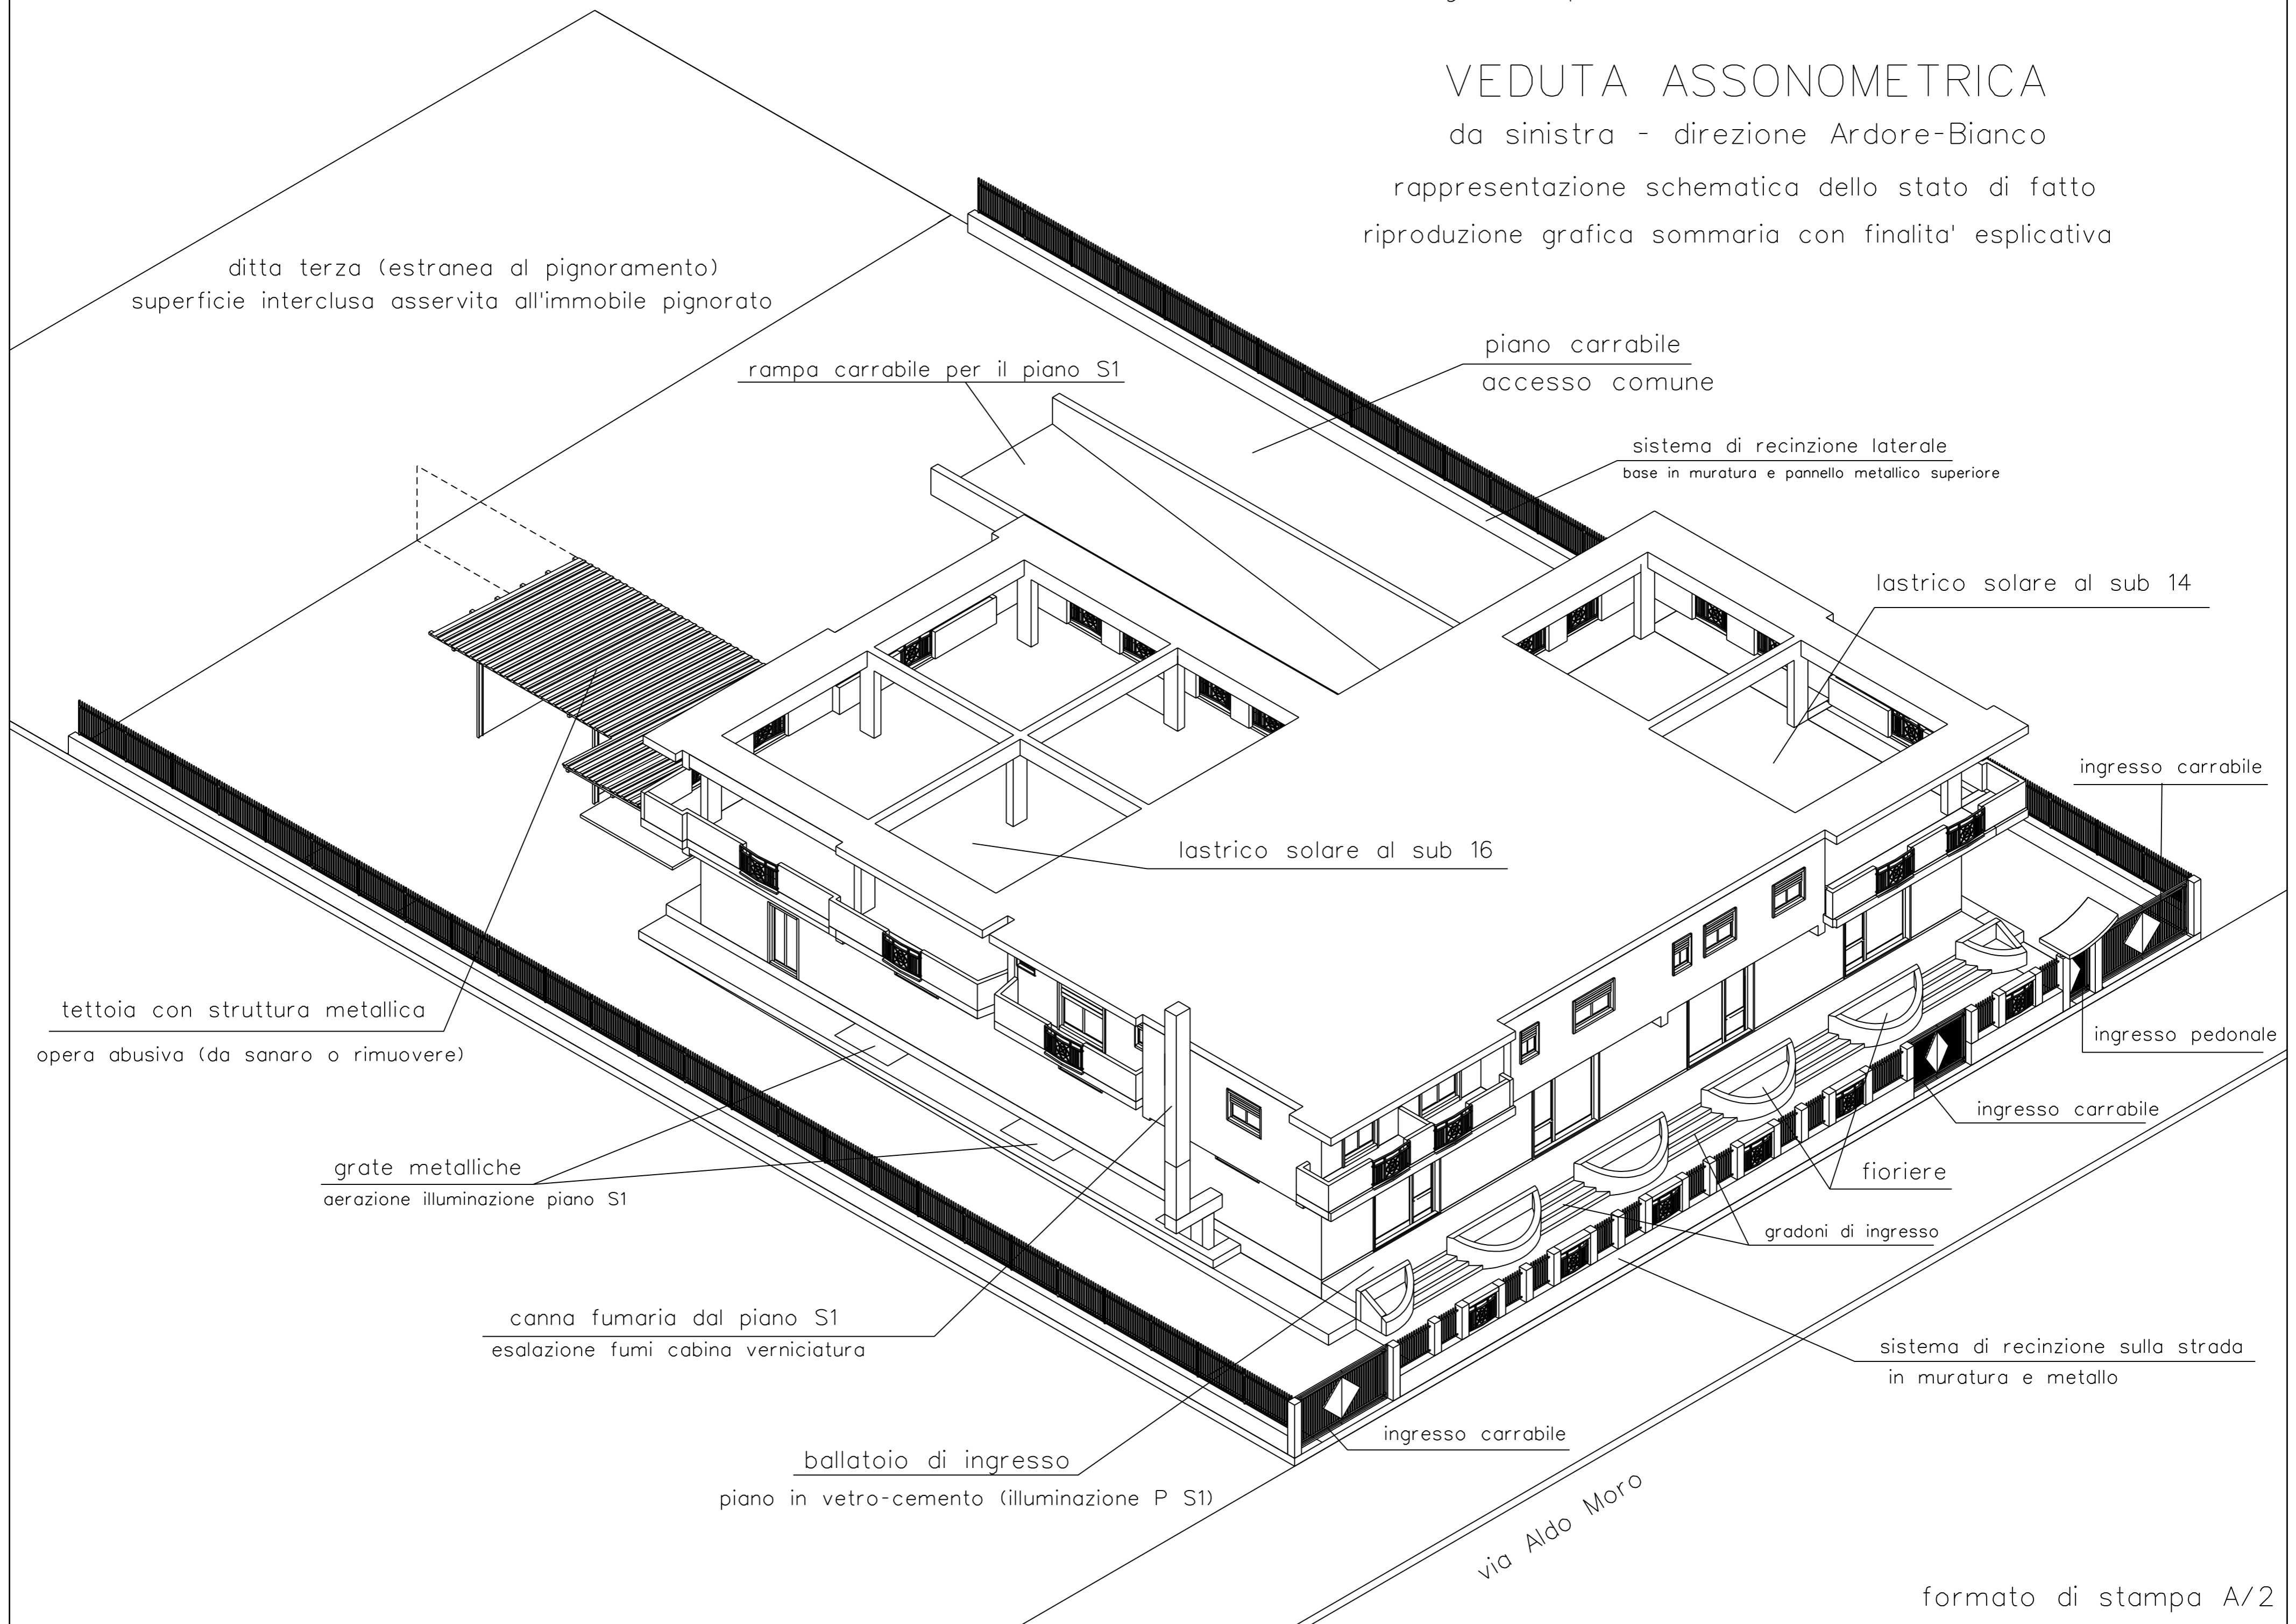 VEDUTA ASSONOMETRICA
da sinistra - direzione Ardore-Bianco
rappresentazione schematica dello stato di fatto
riproduzione grafica sommaria con finalita' esplicativa
ditta terza (estranea al pignoramento)
superficie interclusa asservita all'immobile pignorato
rampa carrabile per il piano S1
piano carrabile
accesso comune
sistema di recinzione laterale
base in muratura e pannello metallico superiore
lastrico solare al sub 14
ingresso carrabile
lastrico solare al sub 16
tettoia con struttura metallica
opera abusiva (da sanaro o rimuovere)
ingresso pedonale
ingresso carrabile
grate metalliche
aerazione illuminazione piano S1
fioriere
gradoni di ingresso
canna fumaria dal piano S1
esalazione fumi cabina verniciatura
sistema di recinzione sulla strada
in muratura e metallo
ingresso carrabile
ballatoio di ingresso
piano in vetro-cemento (illuminazione P S1)
via Aldo Moro
formato di stampa A/2